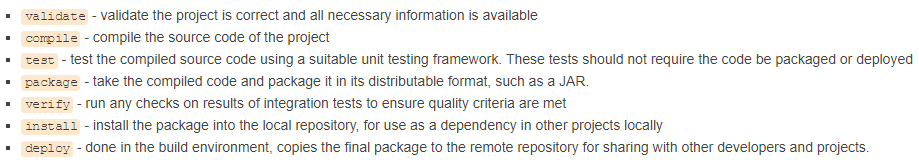 validate - validate the project is correct and all necessary information is available
compile - compile the source code of the project
test - test the compiled source code using a suitable unit testing framework. These tests should not require the code be packaged or deployed
package - take the compiled code and package it in its distributable format, such as a JAR.
verify - run any checks on results of integration tests to ensure quality criteria are met
install - install the package into the local repository, for use as a dependency in other projects locally
deploy - done in the build environment, copies the final package to the remote repository for sharing with other developers and projects.